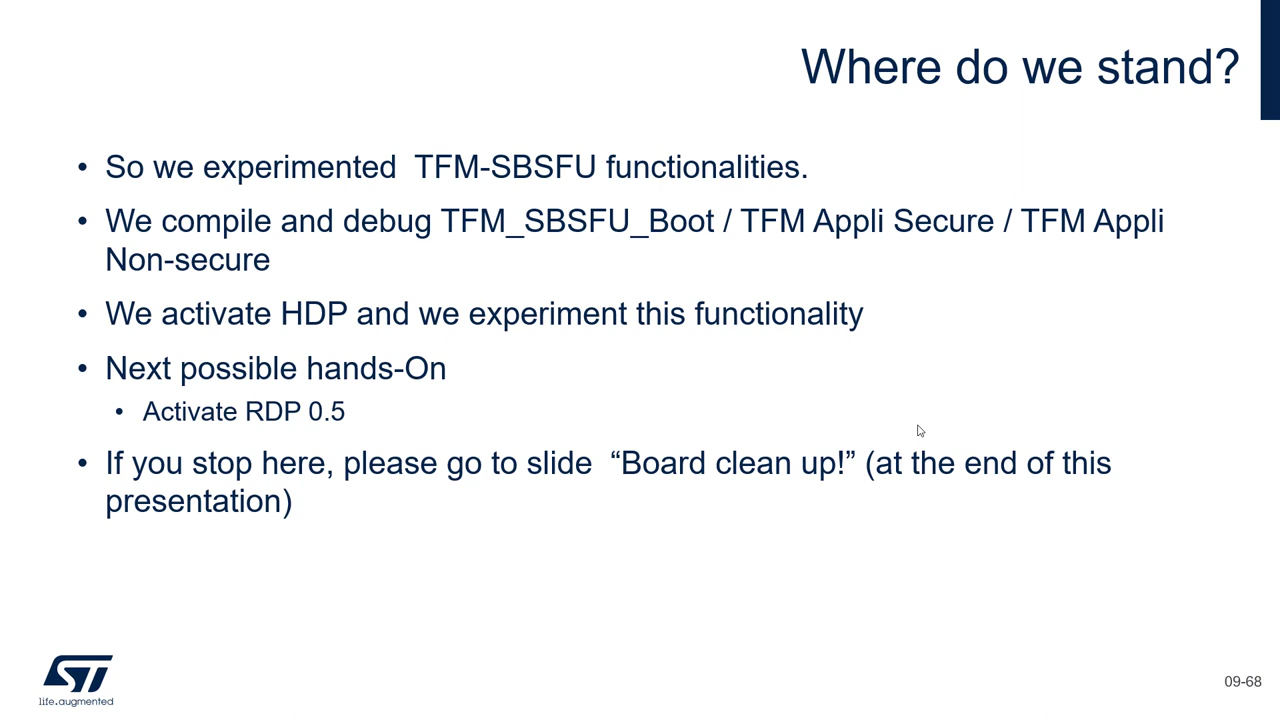 Where do we stand?
• So we experimented  TFM-SBSFU functionalities.
• We compile and debug TFM_SBSFU_Boot / TFM Appli Secure / TFM Appli
Non-secure
• We activate HDP and we experiment this functionality
• Next possible hands-On
• Activate RDP 0.5
• If you stop here, please go to slide  “Board clean up!” (at the end of this
presentation)
ST
life.augmented
09-68